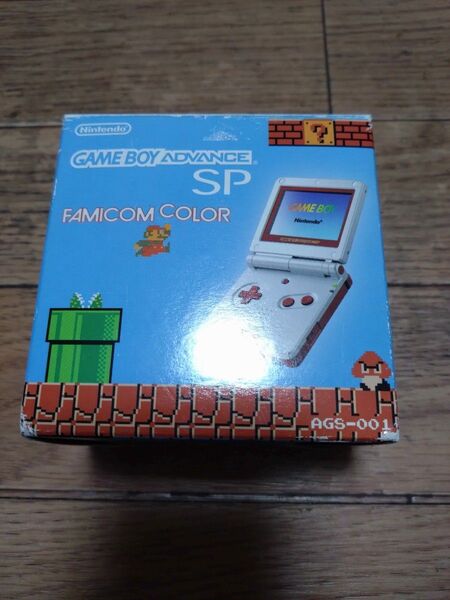 Nintendo
GAME BOY ADVANCE
SP
FAMICOM COLOR
GAME BOY
Nintendo
AGS-001